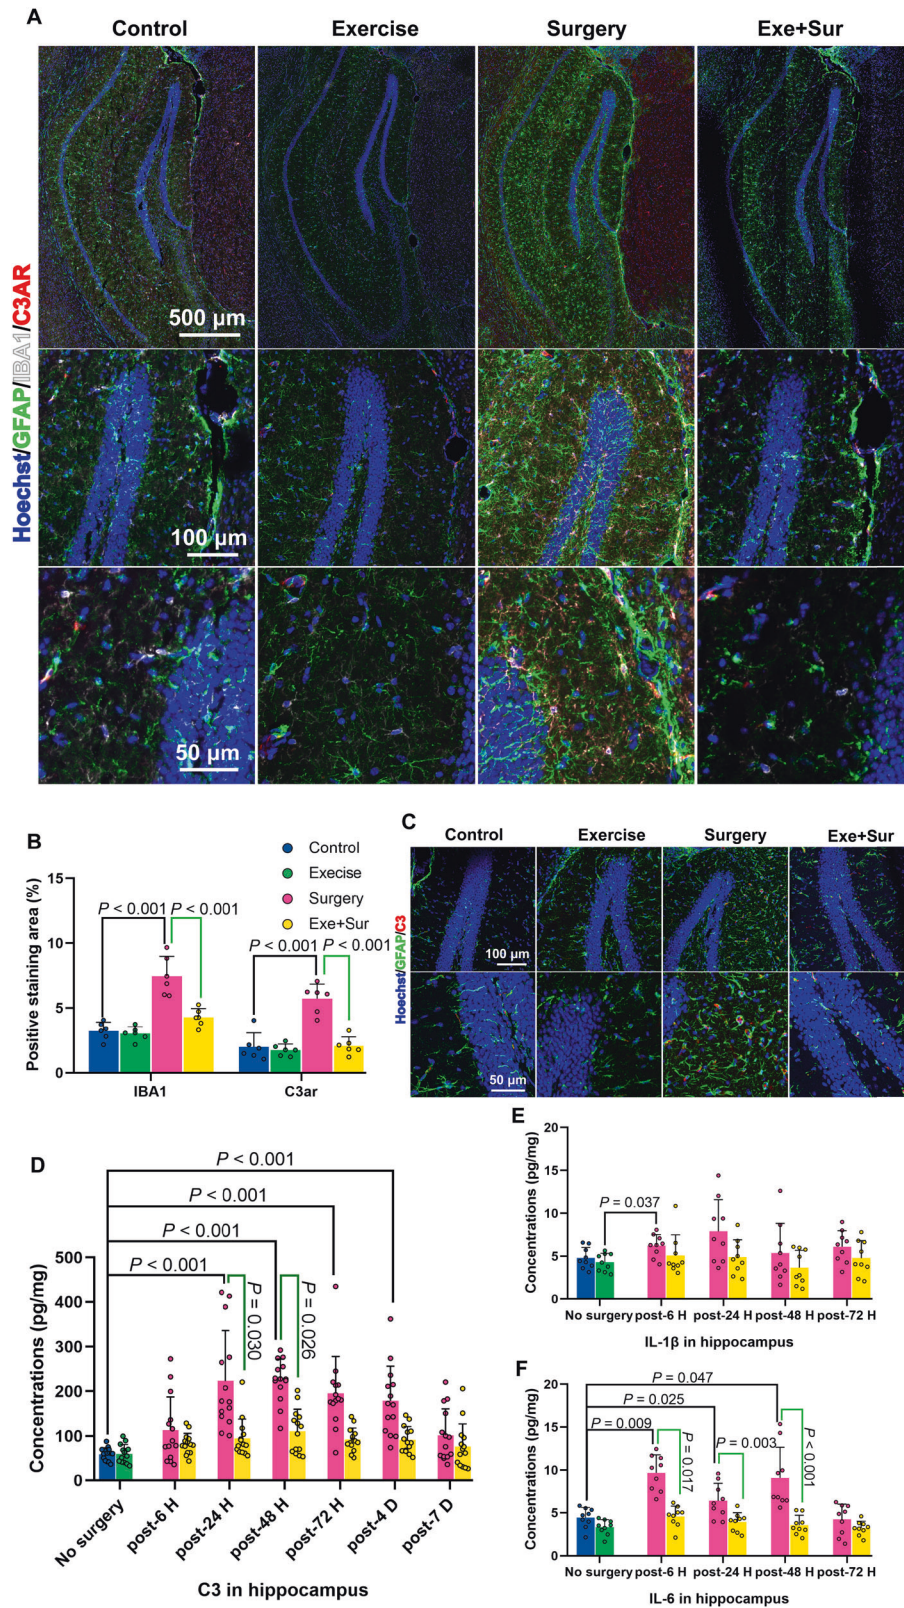 A
Control Exercise Surgery Exe+Sur
Hoechst/GFAP/IBA1/C3AR
500 µm
100 µm
50 µm
B
Control
Execise
Surgery
Exe+Sur
Positive staining area (%)
15
10
5
0
P < 0.001 P < 0.001
P < 0.001 P < 0.001
IBA1 C3ar
C
Control Exercise Surgery Exe+Sur
Hoechst/GFAP/C3
100 µm
50 µm
D
P < 0.001
P < 0.001
P < 0.001
P < 0.001
P = 0.030
P = 0.026
Concentrations (pg/mg)
500
400
300
200
100
0
No surgery post-6 H post-24 H post-48 H post-72 H post-4 D post-7 D
C3 in hippocampus
E
Concentrations (pg/mg)
20
15
10
5
0
P = 0.037
No surgery post-6 H post-24 H post-48 H post-72 H
IL-1β in hippocampus
F
Concentrations (pg/mg)
20
15
10
5
0
P = 0.047
P = 0.025
P = 0.009
P = 0.017
P = 0.003
P < 0.001
No surgery post-6 H post-24 H post-48 H post-72 H
IL-6 in hippocampus